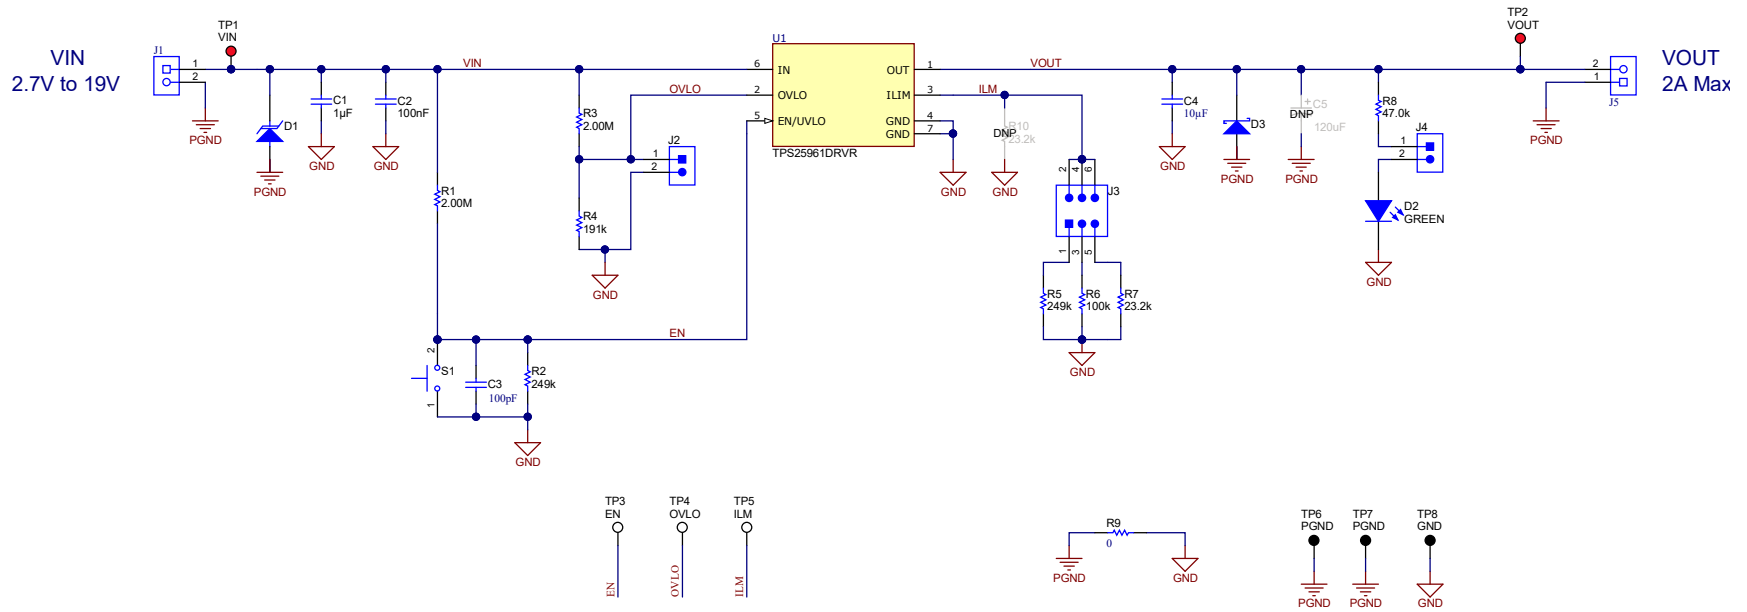 TP1
VIN
TP2
VOUT
VIN
2.7V to 19V
J1
1
2
PGND
D1
PGND
C1
1µF
GND
C2
100nF
GND
VIN
R1
2.00M
R3
2.00M
OVLO
J2
1
2
R4
191k
GND
U1
6
IN
2
OVLO
5
EN/UVLO
OUT
1
ILIM
3
GND
4
GND
7
TPS25961DRVR
GND
VOUT
ILM
R10
DNP
23.2k
GND
2
4
6
J3
1
3
5
R5
249k
R6
100k
R7
23.2k
GND
C4
10µF
GND
D3
PGND
+
C5
DNP
120uF
PGND
R8
47.0k
J4
1
2
D2
GREEN
GND
2
1
J5
PGND
VOUT
2A Max
EN
2
S1
1
C3
100pF
R2
249k
GND
TP3
EN
EN
TP4
OVLO
OVLO
TP5
ILM
ILM
R9
0
PGND
GND
TP6
PGND
PGND
TP7
PGND
PGND
TP8
GND
GND